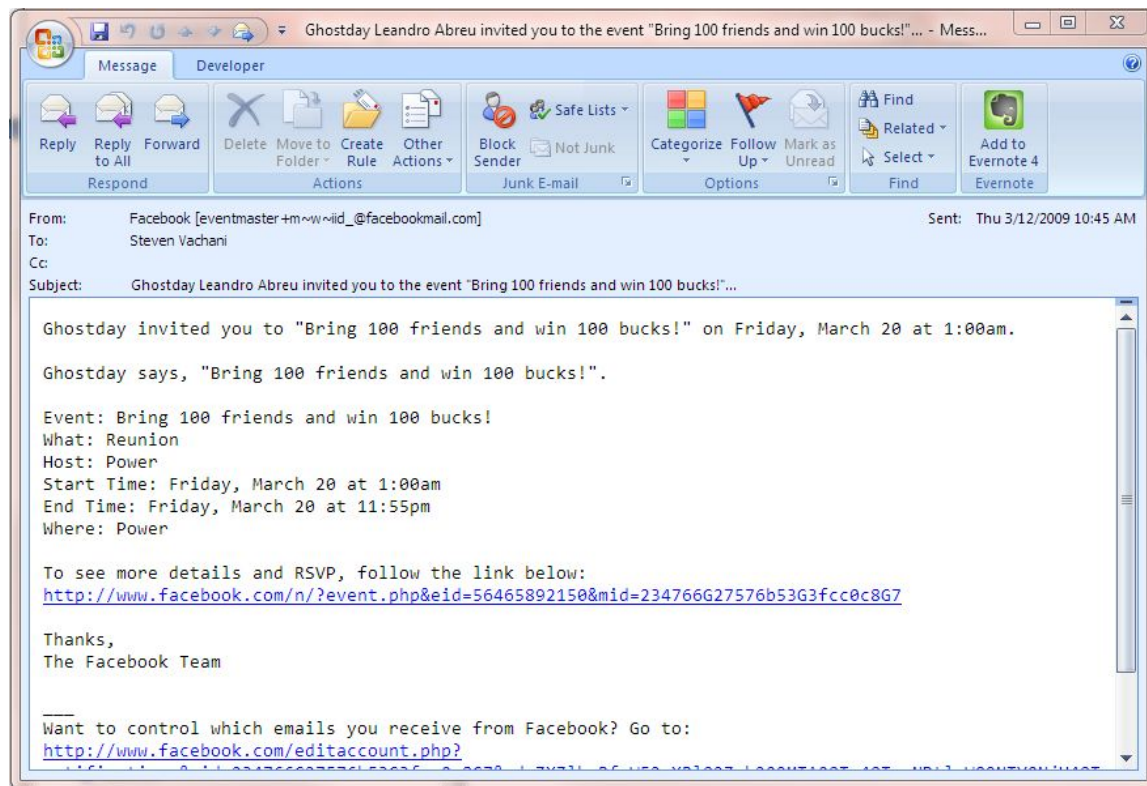 Ghostday Leandro Abreu invited you to the event "Bring 100 friends and win 100 bucks!"... - Mess...
Message Developer
Reply Reply to All Forward
Respond
Delete Move to Folder Create Rule Other Actions
Actions
Block Sender Safe Lists Not Junk
Junk E-mail
Categorize Follow Up Mark as Unread
Options
Find Related Select
Find
Add to Evernote 4
Evernote
From: Facebook [eventmaster+m~w~iid_@facebookmail.com] Sent: Thu 3/12/2009 10:45 AM
To: Steven Vachani
Cc:
Subject: Ghostday Leandro Abreu invited you to the event "Bring 100 friends and win 100 bucks!"...
Ghostday invited you to "Bring 100 friends and win 100 bucks!" on Friday, March 20 at 1:00am.
Ghostday says, "Bring 100 friends and win 100 bucks!".
Event: Bring 100 friends and win 100 bucks!
What: Reunion
Host: Power
Start Time: Friday, March 20 at 1:00am
End Time: Friday, March 20 at 11:55pm
Where: Power
To see more details and RSVP, follow the link below:
http://www.facebook.com/n/?event.php&eid=56465892150&mid=234766G27576b53G3fcc0c8G7
Thanks,
The Facebook Team
___
Want to control which emails you receive from Facebook? Go to:
http://www.facebook.com/editaccount.php?